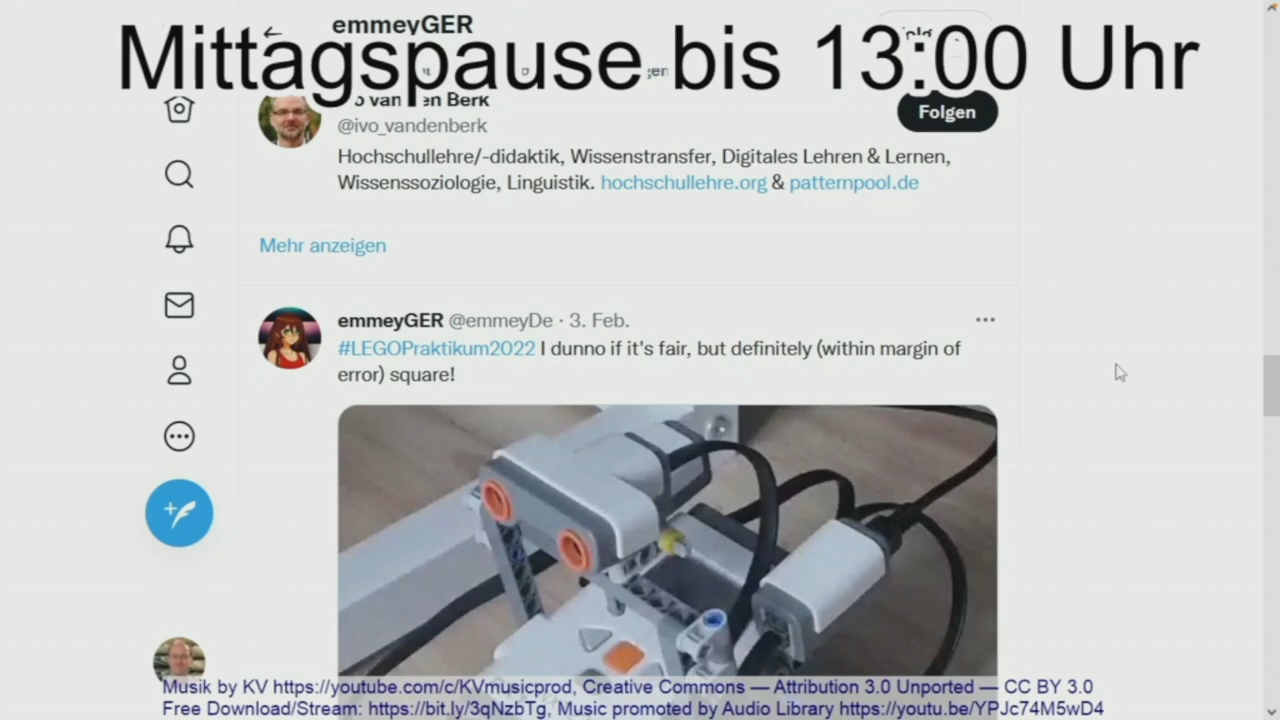 emmeyGER
Mittagspause bis 13:00 Uhr
Berk
Folgen
@ivo_vandenberk
Hochschullehre/-didaktik, Wissenstransfer, Digitales Lehren & Lernen,
Wissenssoziologie, Linguistik. hochschullehre.org & patternpool.de
Mehr anzeigen
emmeyGER @emmeyDe · 3. Feb.
#LEGOPraktikum2022 I dunno if it's fair, but definitely (within margin of
error) square!
Musik by KV https://youtube.com/c/KVmusicprod, Creative Commons — Attribution 3.0 Unported — CC BY 3.0
Free Download/Stream: https://bit.ly/3qNzbTg, Music promoted by Audio Library https://youtu.be/YPJc74M5wD4